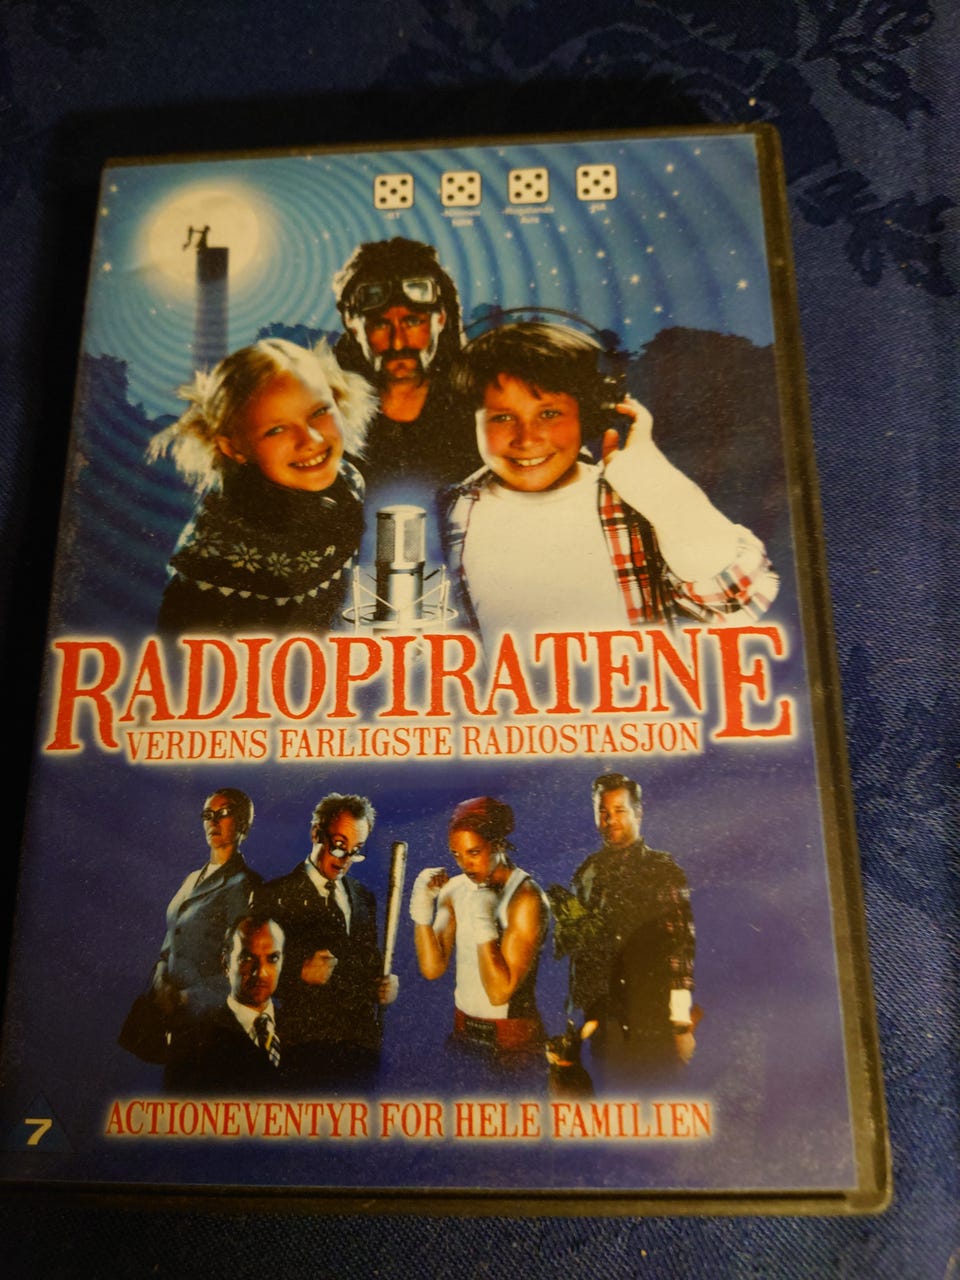 RADIOPIRATENE
VERDENS FARLIGSTE RADIOSTASJON
ACTIONEVENTYR FOR HELE FAMILIEN
7